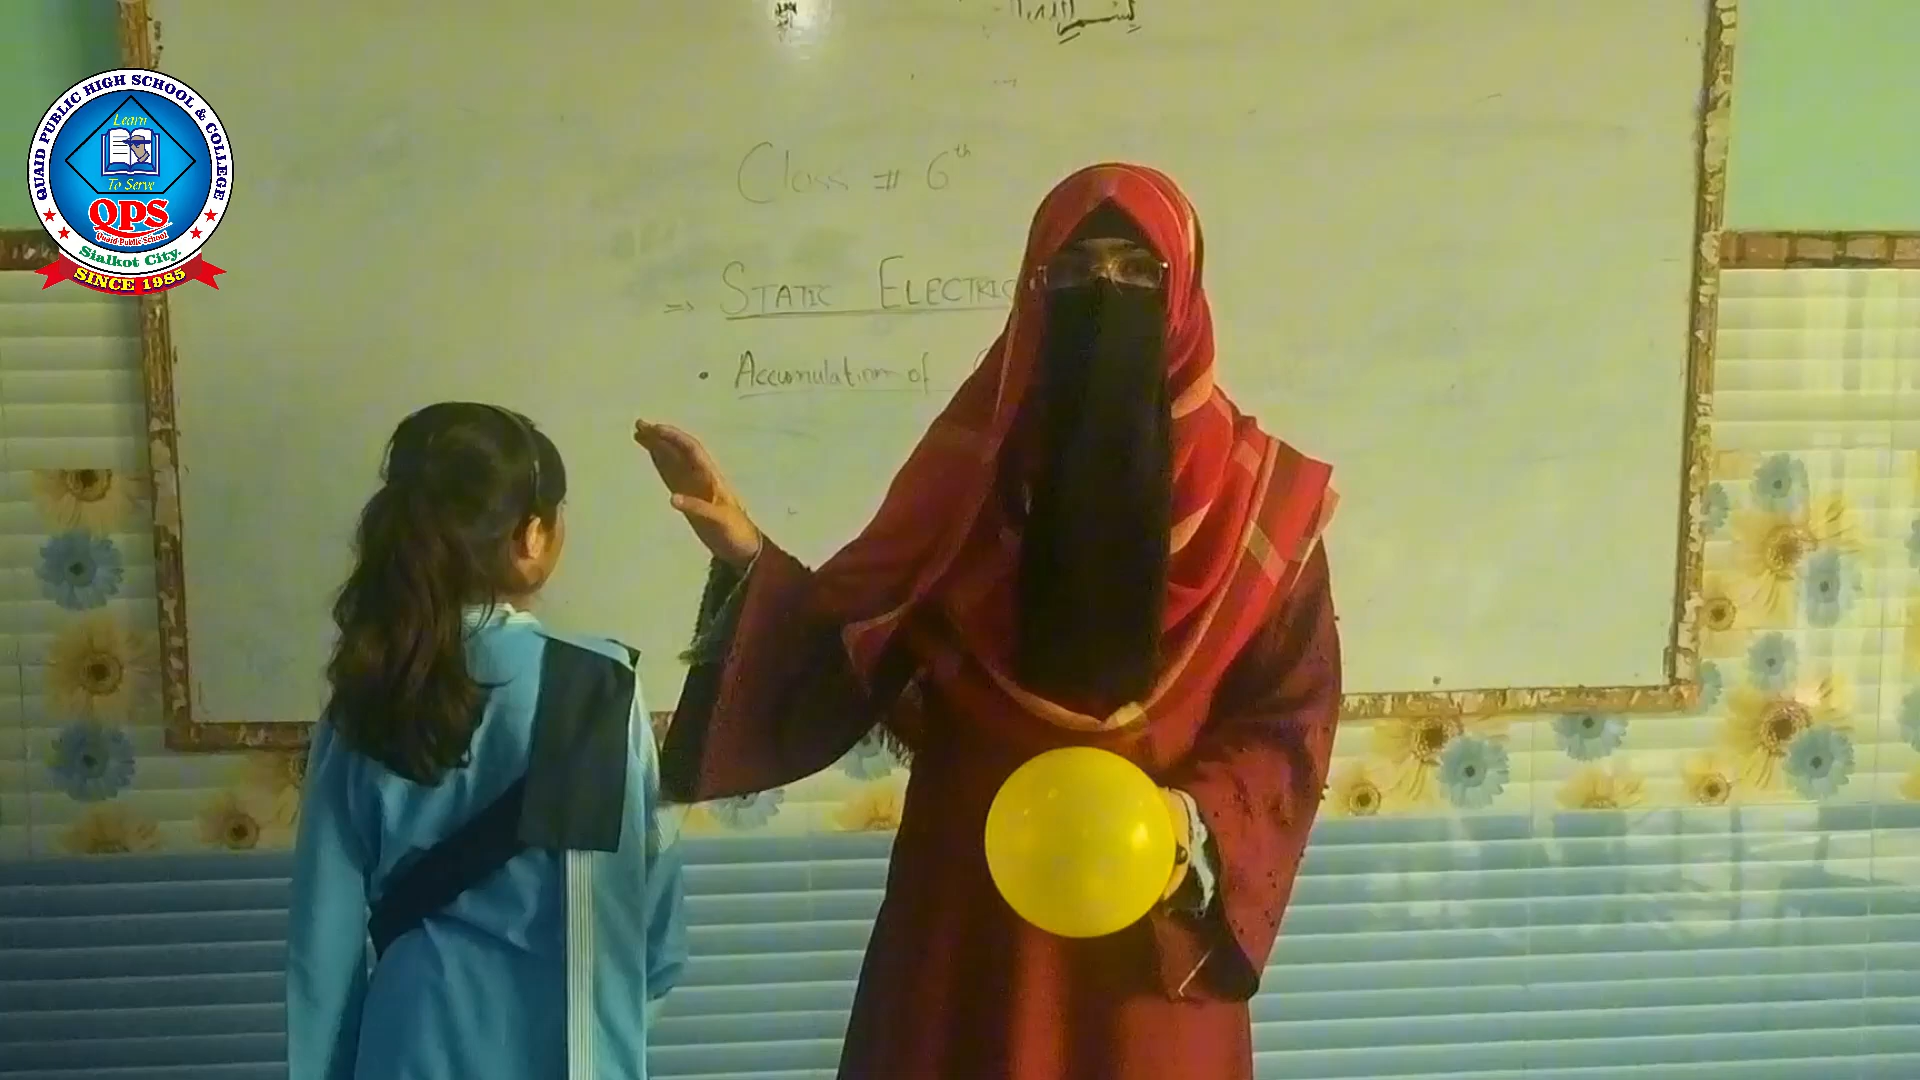 QUAID PUBLIC HIGH SCHOOL & COLLEGE
Learn
To Serve
QPS
Quaid Public School
Sialkot City.
SINCE 1985
Class # 6th
⇒ STATIC ELECTRIC
• Accumulation of